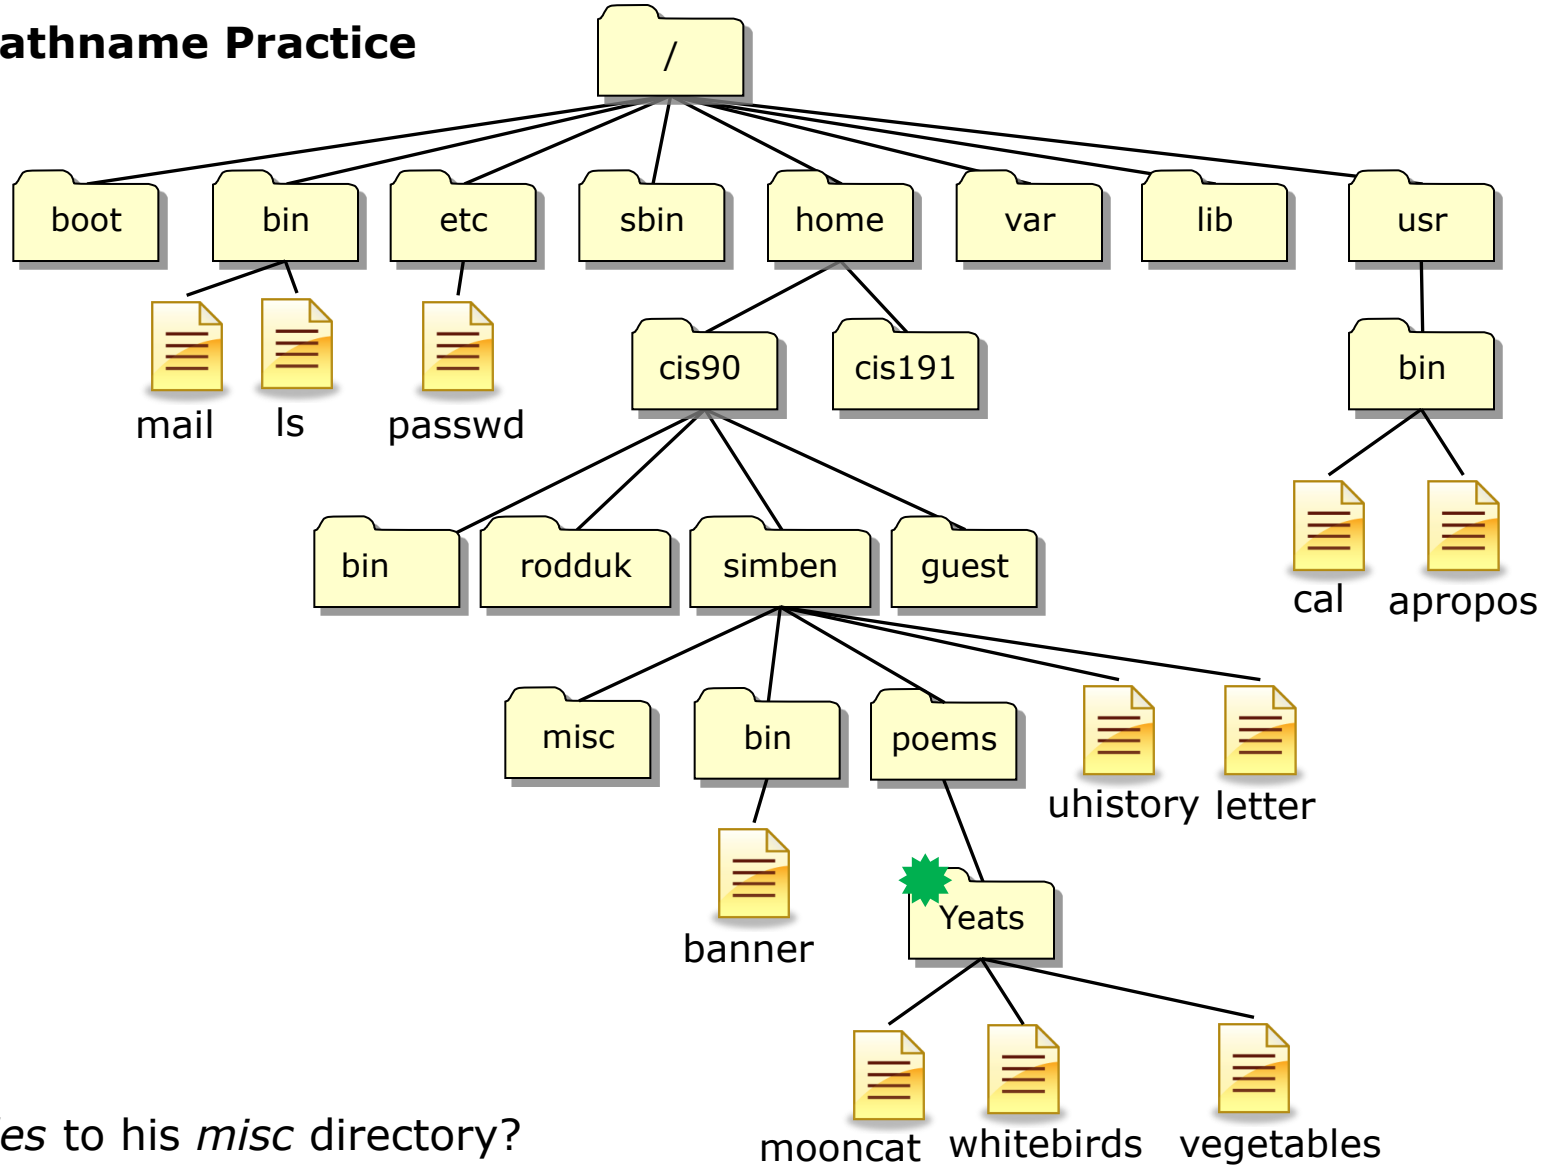 athname Practice
/
boot bin etc sbin home var lib usr
mail ls passwd
cis90 cis191 bin
cal apropos
bin rodduk simben guest
misc bin poems
uhistory letter
banner
Yeats
mooncat whitebirds vegetables
es to his misc directory?